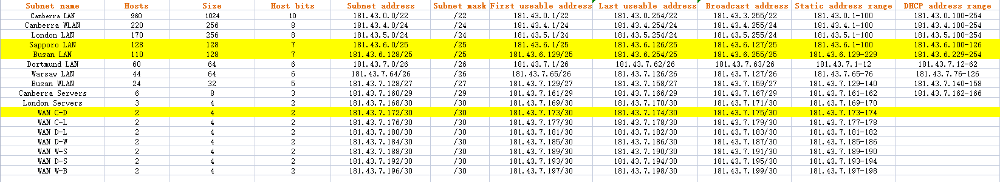 Subnet name Hosts Size Host bits Subnet address Subnet mask First useable address Last useable address Broadcast address Static address range DHCP address range
Canberra LAN 960 1024 10 181.43.0.0/22 /22 181.43.0.1/22 181.43.0.254/22 181.43.3.255/22 181.43.0.1-100 181.43.0.100-254
Canberra WLAN 220 256 8 181.43.4.0/24 /24 181.43.4.1/24 181.43.4.254/24 181.43.4.255/24 181.43.4.1-100 181.43.4.100-254
London LAN 170 256 8 181.43.5.0/24 /24 181.43.5.1/24 181.43.5.254/24 181.43.5.255/24 181.43.5.1-100 181.43.5.100-254
Sapporo LAN 128 128 7 181.43.6.0/25 /25 181.43.6.1/25 181.43.6.126/25 181.43.6.127/25 181.43.6.1-100 181.43.6.100-126
Busan LAN 110 128 7 181.43.6.128/25 /25 181.43.6.129/25 181.43.6.254/25 181.43.6.255/25 181.43.6.129-229 181.43.6.229-254
Dortmund LAN 60 64 6 181.43.7.0/26 /26 181.43.7.1/26 181.43.7.62/26 181.43.7.63/26 181.43.7.1-12 181.43.7.12-62
Warsaw LAN 44 64 6 181.43.7.64/26 /26 181.43.7.65/26 181.43.7.126/26 181.43.7.127/26 181.43.7.65-76 181.43.7.76-126
Busan WLAN 24 32 5 181.43.7.128/27 /27 181.43.7.129/27 181.43.7.158/27 181.43.7.159/27 181.43.7.129-140 181.43.7.140-158
Canberra Servers 6 8 3 181.43.7.160/29 /29 181.43.7.161/29 181.43.7.166/29 181.43.7.167/29 181.43.7.161-162 181.43.7.162-166
London Servers 3 4 2 181.43.7.168/30 /30 181.43.7.169/30 181.43.7.170/30 181.43.7.171/30 181.43.7.169-170
WAN C-D 2 4 2 181.43.7.172/30 /30 181.43.7.173/30 181.43.7.174/30 181.43.7.175/30 181.43.7.173-174
WAN C-L 2 4 2 181.43.7.176/30 /30 181.43.7.177/30 181.43.7.178/30 181.43.7.179/30 181.43.7.177-178
WAN D-L 2 4 2 181.43.7.180/30 /30 181.43.7.181/30 181.43.7.182/30 181.43.7.183/30 181.43.7.181-182
WAN D-W 2 4 2 181.43.7.184/30 /30 181.43.7.185/30 181.43.7.186/30 181.43.7.187/30 181.43.7.185-186
WAN W-S 2 4 2 181.43.7.188/30 /30 181.43.7.189/30 181.43.7.190/30 181.43.7.191/30 181.43.7.189-190
WAN D-S 2 4 2 181.43.7.192/30 /30 181.43.7.193/30 181.43.7.194/30 181.43.7.195/30 181.43.7.193-194
WAN W-B 2 4 2 181.43.7.196/30 /30 181.43.7.197/30 181.43.7.198/30 181.43.7.199/30 181.43.7.197-198